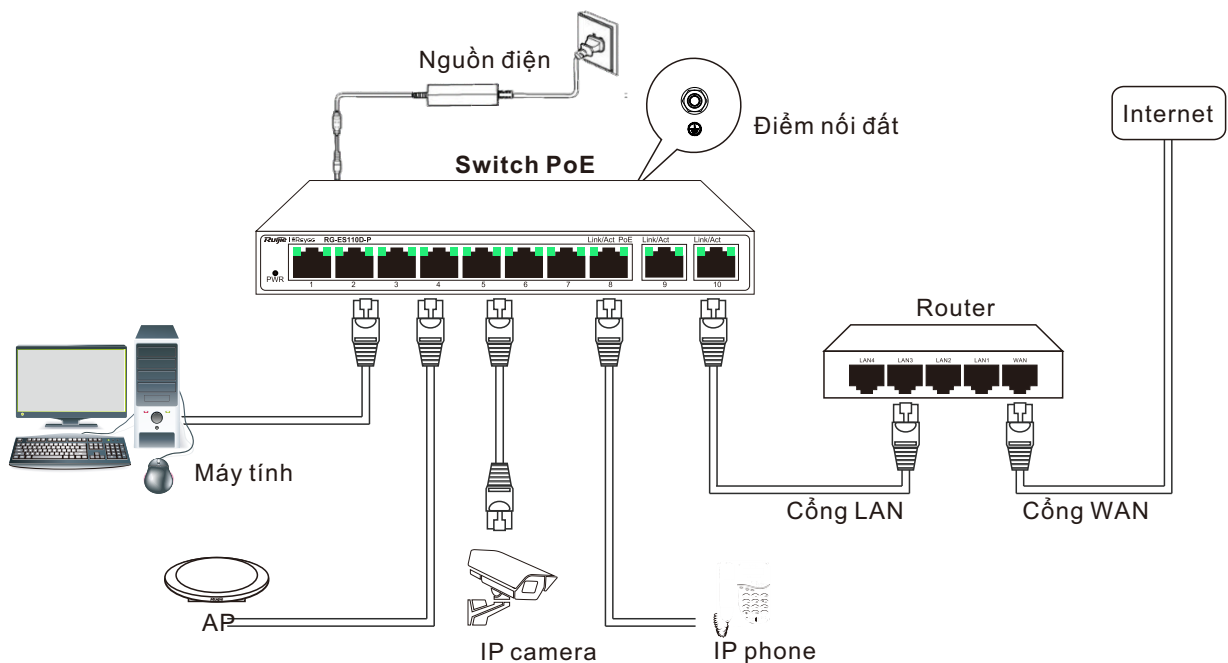 Nguồn điện
Điểm nối đất
Internet
Switch PoE
Ruijie Reyee RG-ES110D-P Link/Act PoE Link/Act Link/Act
PWR
1 2 3 4 5 6 7 8 9 10
Router
LAN4 LAN3 LAN2 LAN1 WAN
Máy tính
Cổng LAN
Cổng WAN
AP
IP camera
IP phone